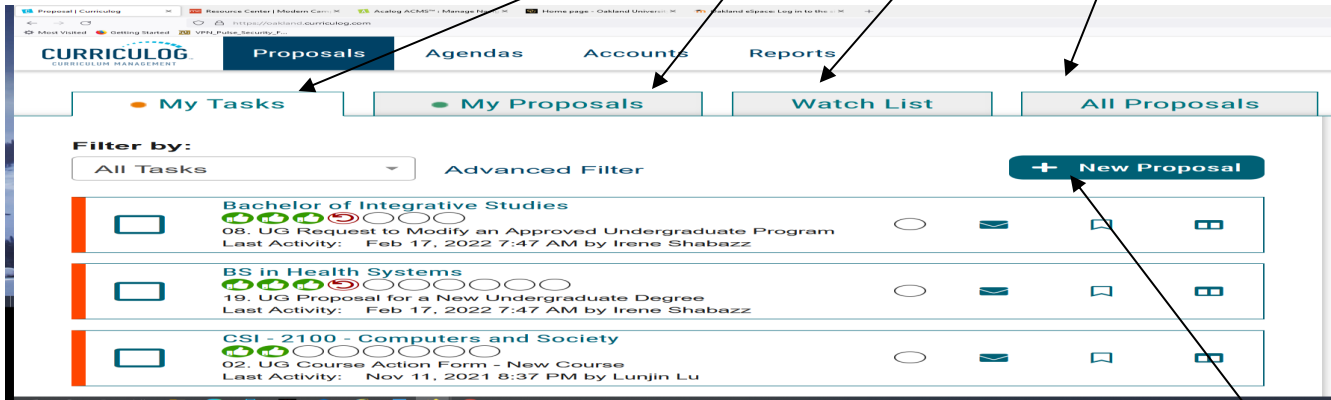 Proposal | Curriculog
Resource Center | Modern Cam
Acalog ACMS™: Manage
Home page - Oakland Univers
Oakland eSpace: Log in to the
https://oakland.curriculog.com
Most Visited Getting Started VPN_Pulse_Security_F...
CURRICULOG
CURRICULUM MANAGEMENT
Proposals Agendas Accounts Reports
My Tasks My Proposals Watch List All Proposals
Filter by:
All Tasks Advanced Filter + New Proposal
Bachelor of Integrative Studies
08. UG Request to Modify an Approved Undergraduate Program
Last Activity: Feb 17, 2022 7:47 AM by Irene Shabazz
BS in Health Systems
19. UG Proposal for a New Undergraduate Degree
Last Activity: Feb 17, 2022 7:47 AM by Irene Shabazz
CSI - 2100 - Computers and Society
02. UG Course Action Form - New Course
Last Activity: Nov 11, 2021 8:37 PM by Lunjin Lu